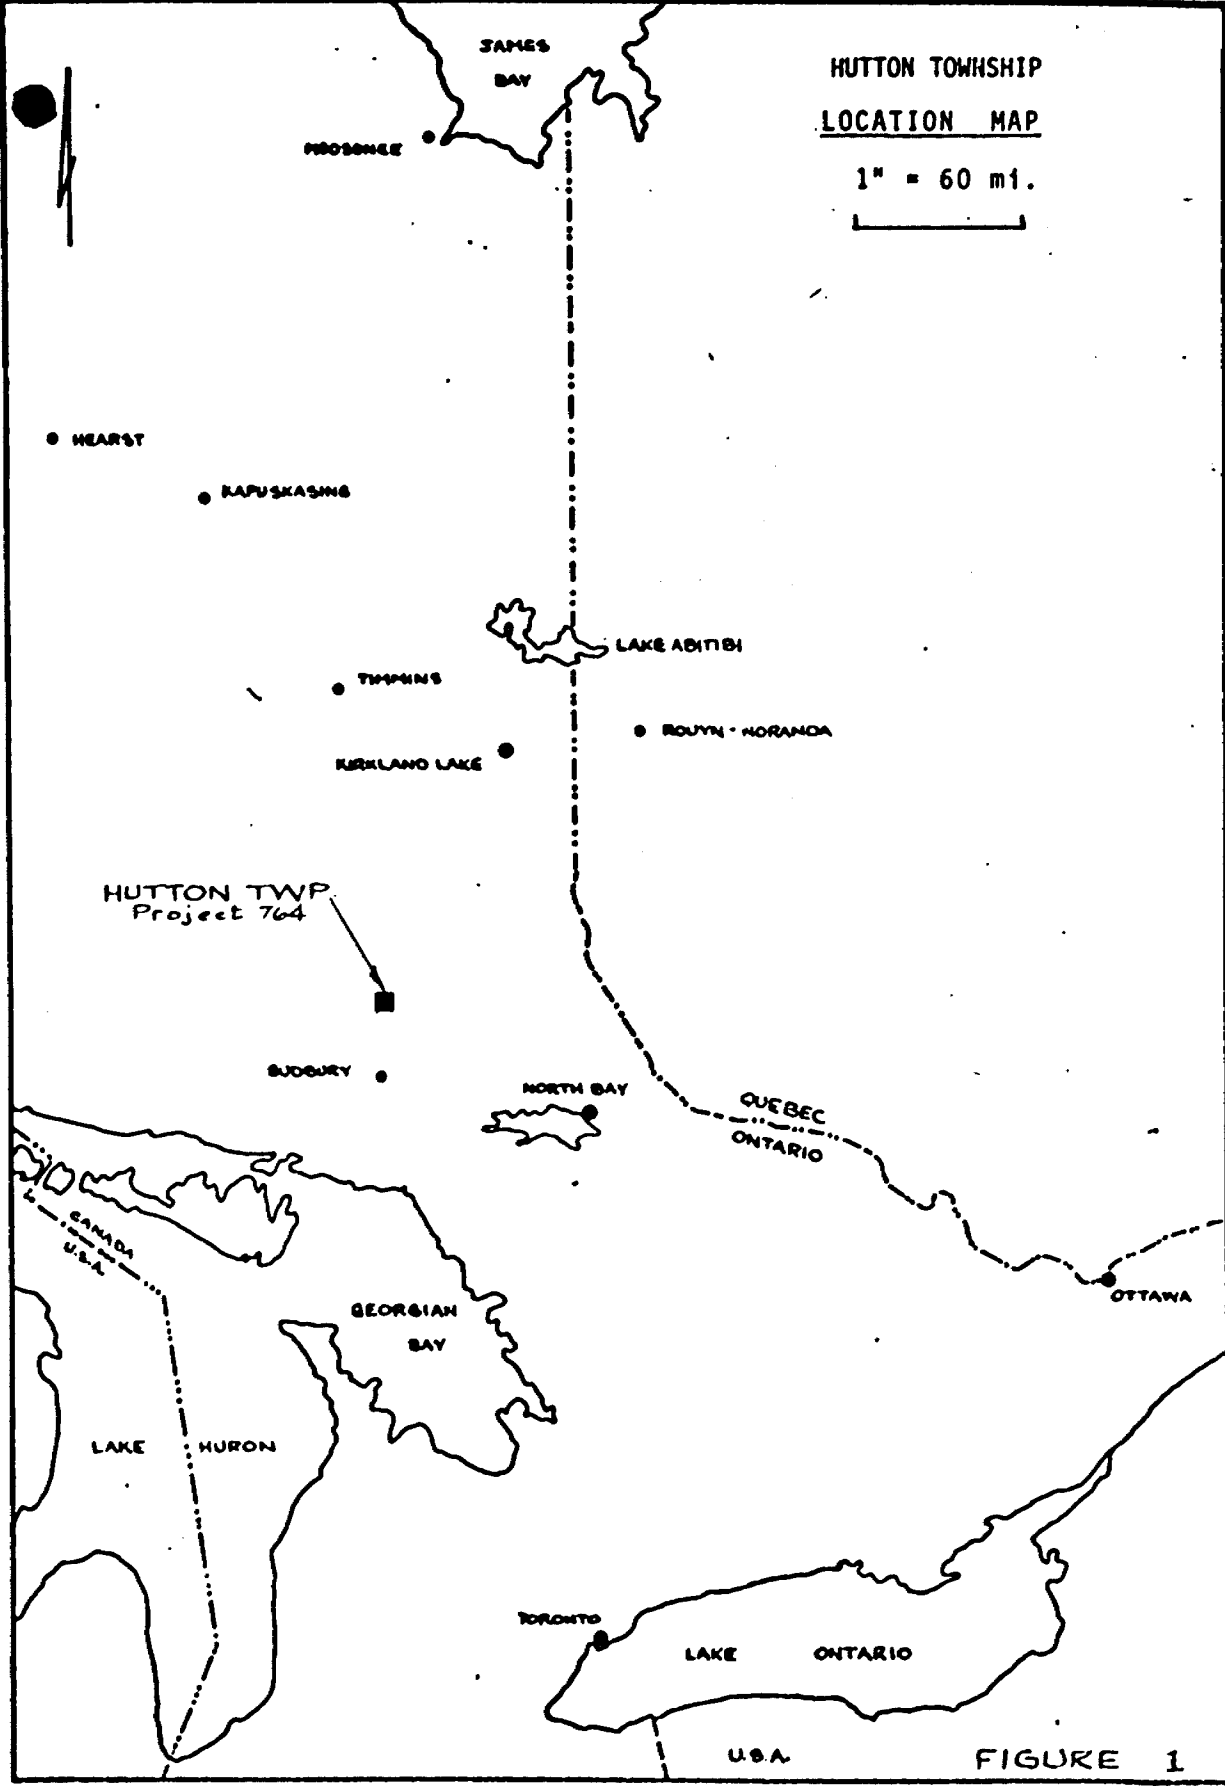 JAMES
BAY
HUTTON TOWNSHIP
LOCATION MAP
1" = 60 mi.
MOOSONEE
HEARST
KAPUSKASING
LAKE ABITIBI
TIMMINS
ROUYN - NORANDA
KIRKLAND LAKE
HUTTON TWP.
Project 764
SUDBURY
NORTH BAY
QUEBEC
ONTARIO
CANADA
U.S.A.
OTTAWA
GEORGIAN
BAY
LAKE HURON
TORONTO
LAKE ONTARIO
U.S.A.
FIGURE 1